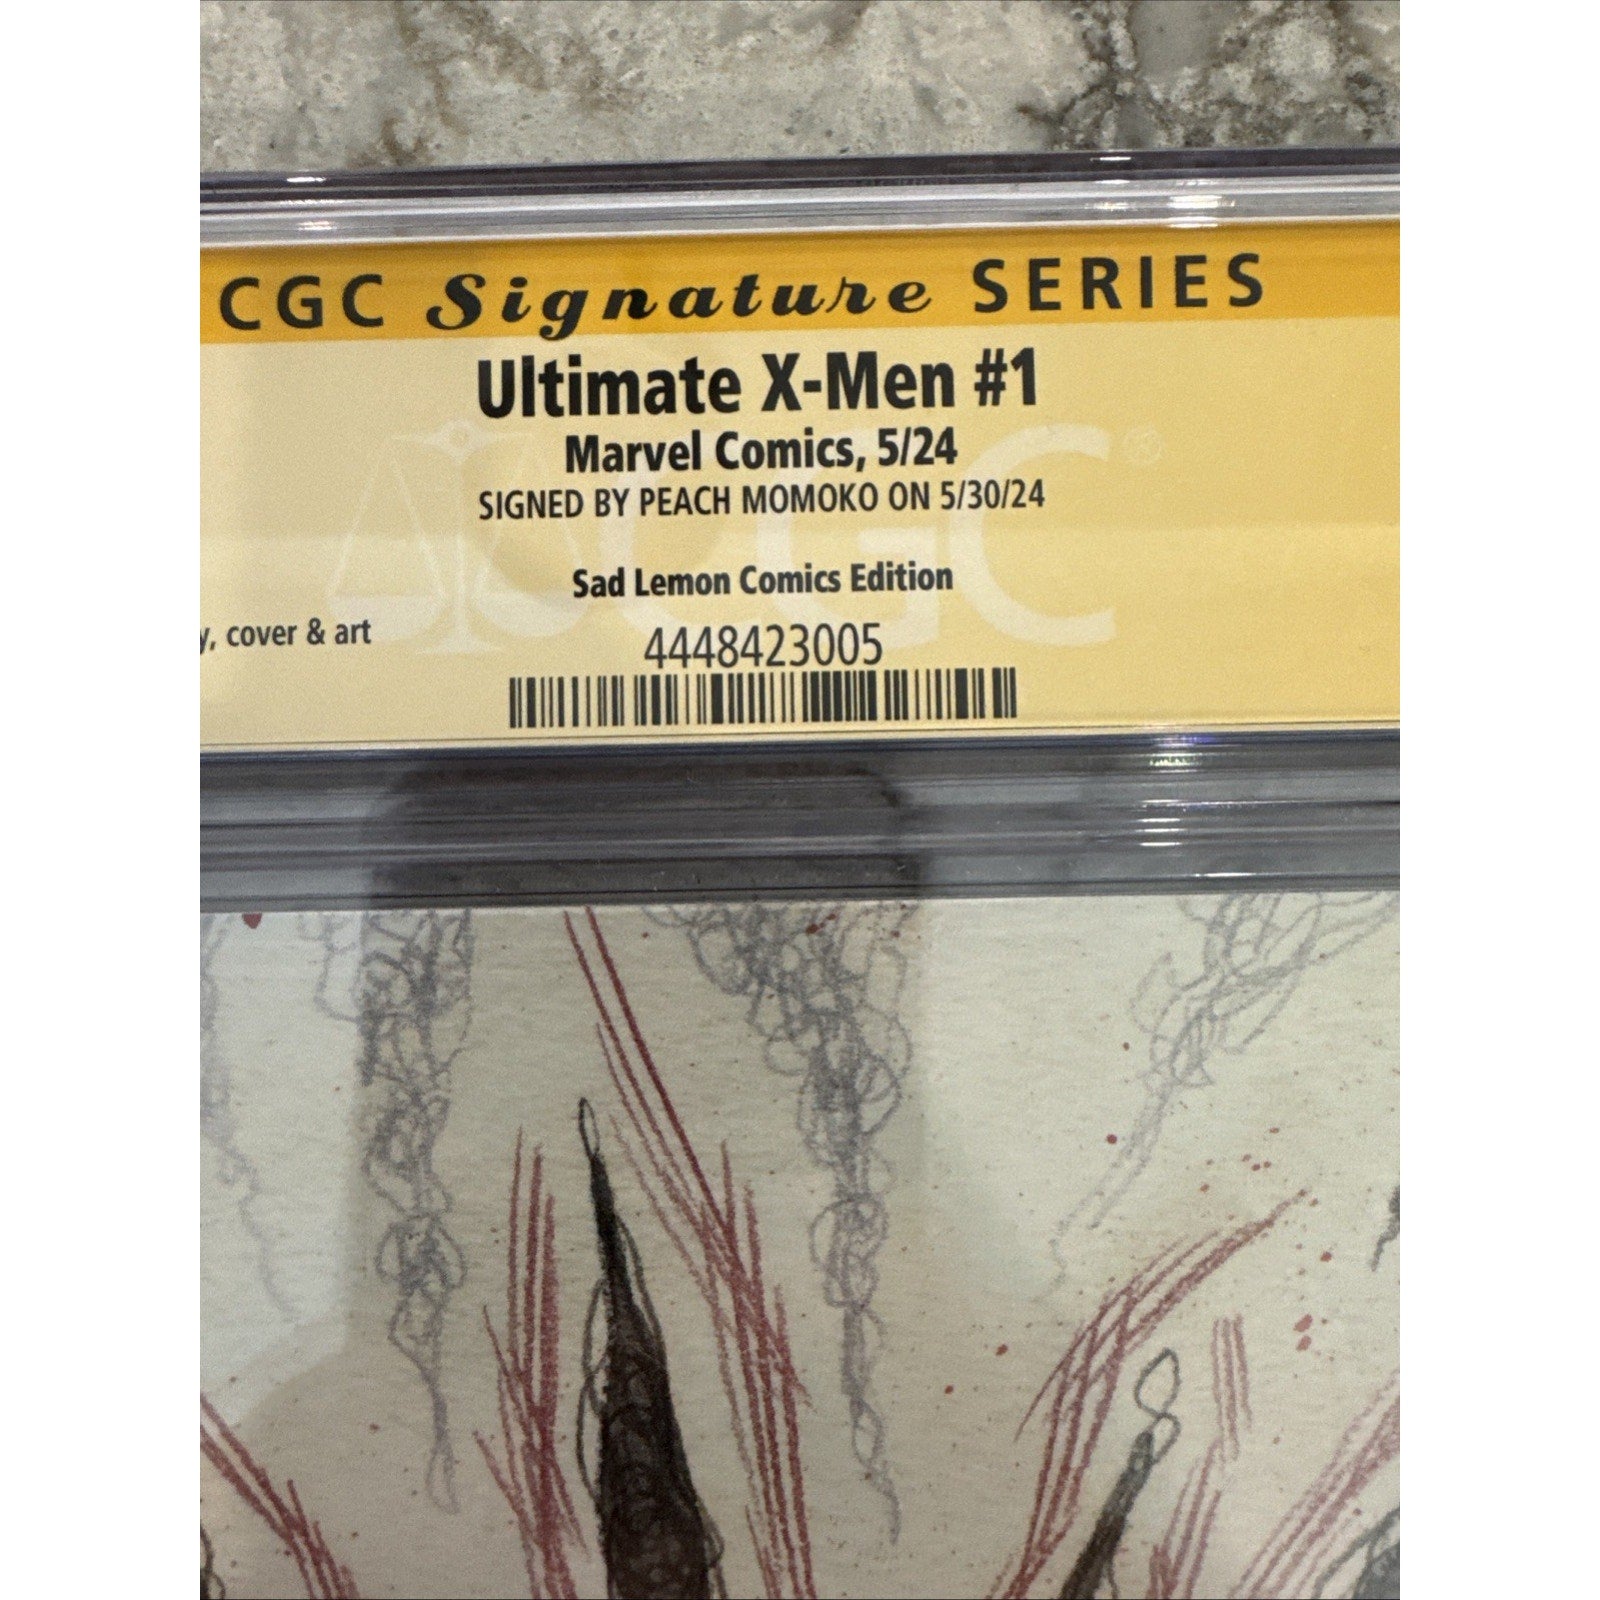 CGC Signature SERIES
Ultimate X-Men #1
Marvel Comics, 5/24
SIGNED BY PEACH MOMOKO ON 5/30/24
Sad Lemon Comics Edition
y, cover & art
4448423005
CGC